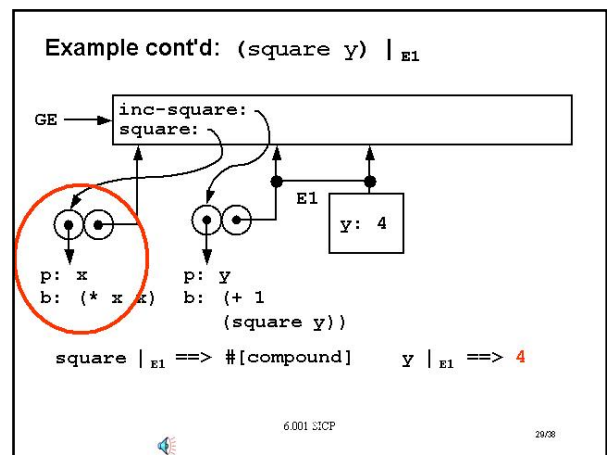 Example cont'd: (square y) | E1
GE
inc-square:
square:
E1
y: 4
p: x
b: (* x x)
p: y
b: (+ 1
(square y))
square | E1 ==> #[compound]
y | E1 ==> 4
6.001 SICP
29/38